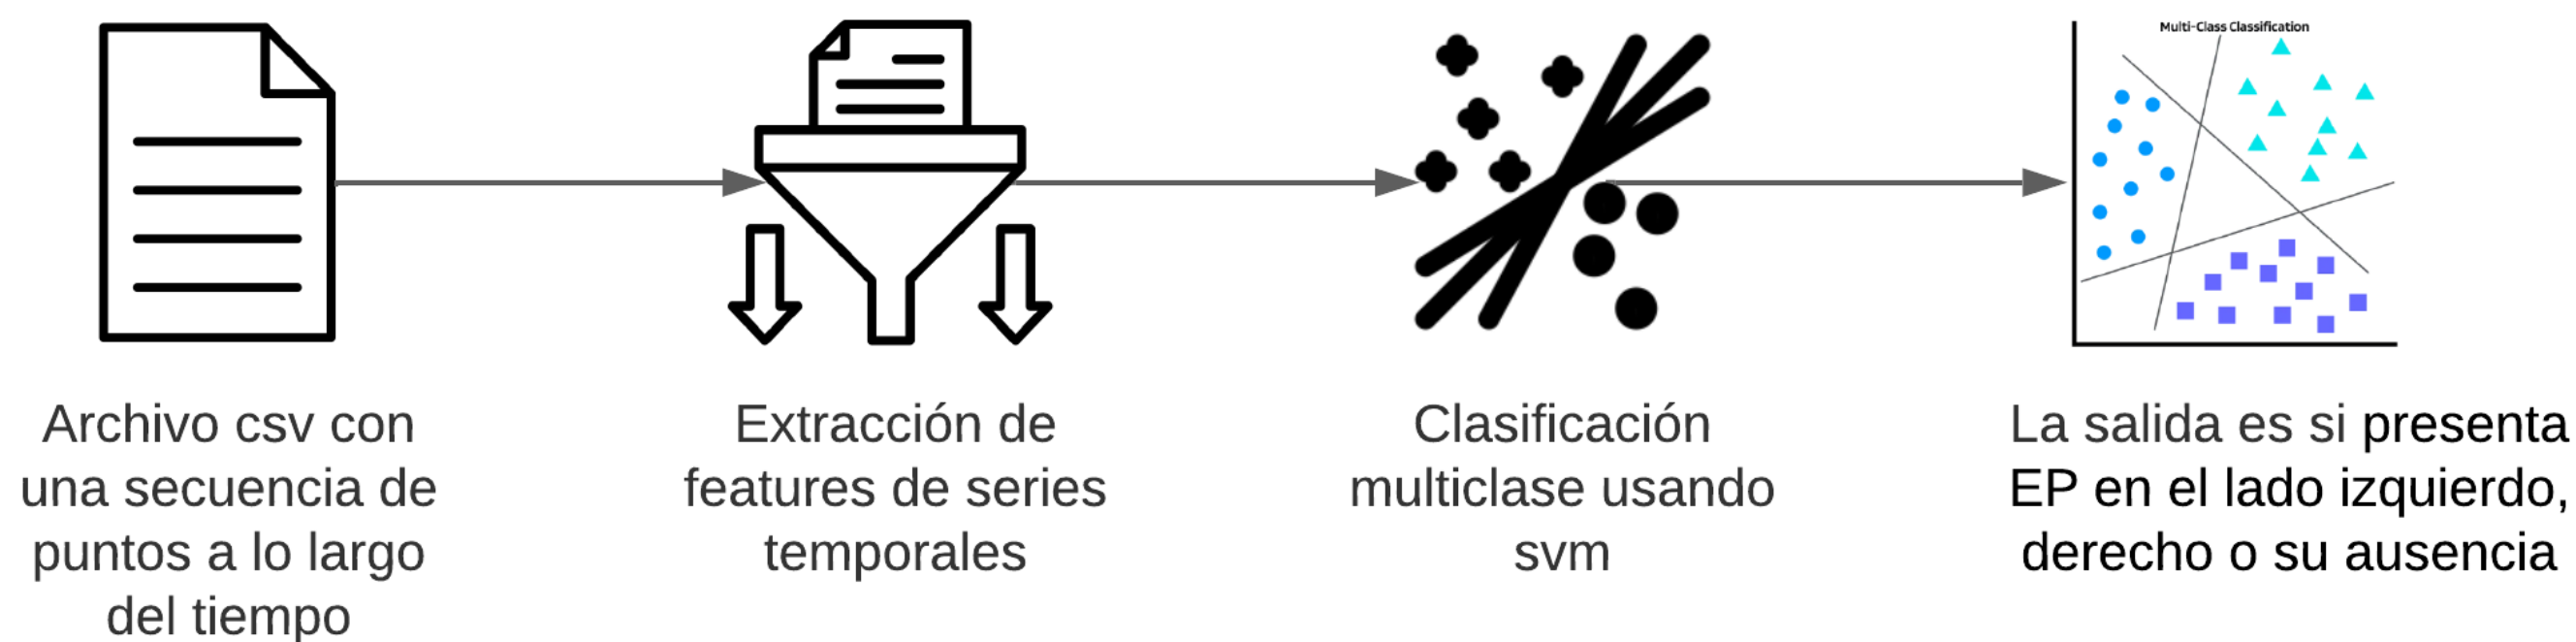 Multi-Class Classification
Archivo csv con
una secuencia de
puntos a lo largo
del tiempo
Extracción de
features de series
temporales
Clasificación
multiclase usando
svm
La salida es si presenta
EP en el lado izquierdo,
derecho o su ausencia